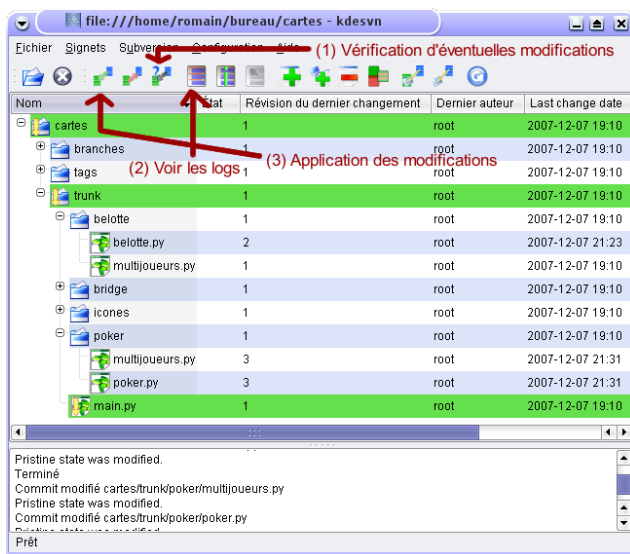 file:///home/romain/bureau/cartes - kdesvn
Fichier Signets Subversion Configuration Aide
(1) Vérification d'éventuelles modifications
Nom État Révision du dernier changement Dernier auteur Last change date
cartes 1 root 2007-12-07 19:10
branches 1 root 2007-12-07 19:10
(2) Voir les logs
(3) Application des modifications
tags 1 root 2007-12-07 19:10
trunk 1 root 2007-12-07 19:10
belotte 1 root 2007-12-07 19:10
belotte.py 2 root 2007-12-07 21:23
multijoueurs.py 1 root 2007-12-07 19:10
bridge 1 root 2007-12-07 19:10
icones 1 root 2007-12-07 19:10
poker 1 root 2007-12-07 19:10
multijoueurs.py 3 root 2007-12-07 21:31
poker.py 3 root 2007-12-07 21:31
main.py 1 root 2007-12-07 19:10
Pristine state was modified.
Terminé
Commit modifié cartes/trunk/poker/multijoueurs.py
Pristine state was modified.
Commit modifié cartes/trunk/poker/poker.py
Prêt